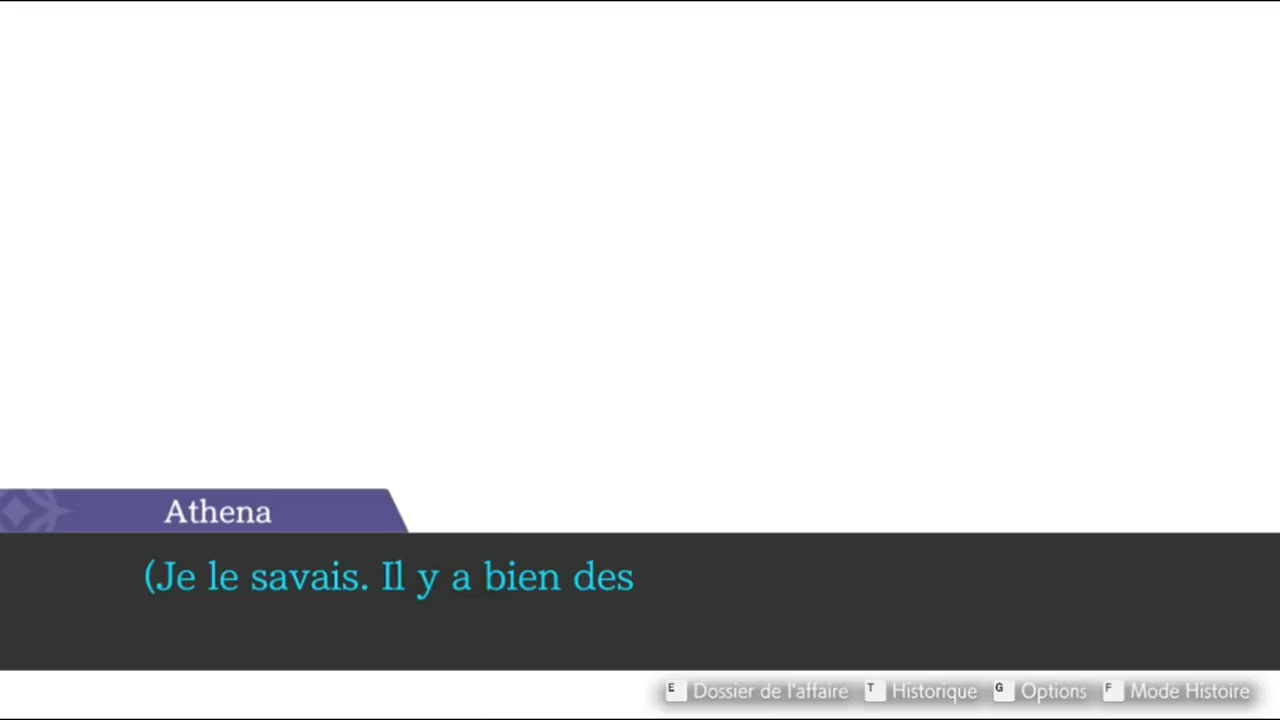 Athena
(Je le savais. Il y a bien des
E Dossier de l'affaire T Historique G Options F Mode Histoire